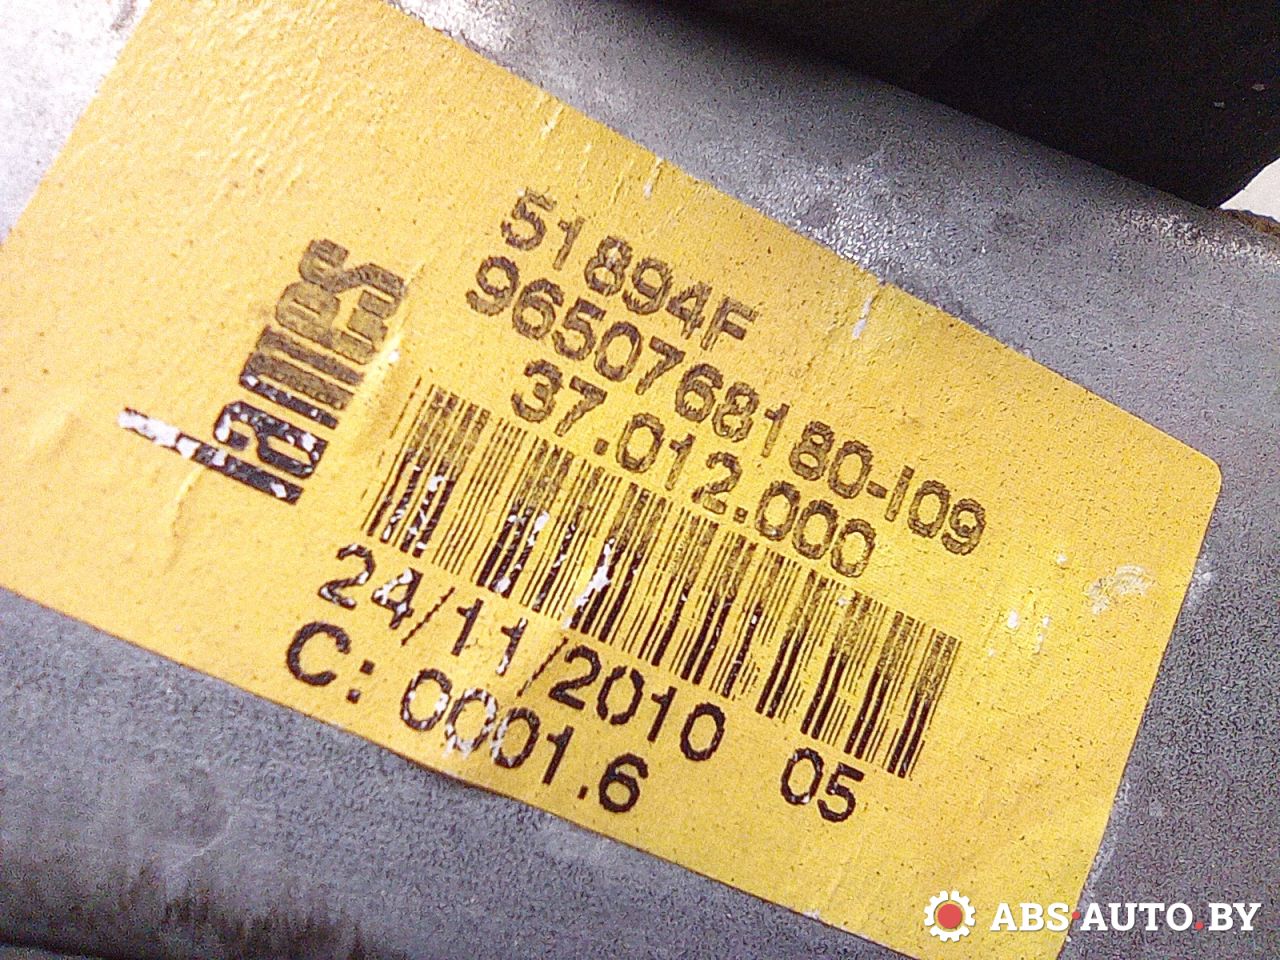 lames
51894F
9650768180-I09
37.012.000
24/11/2010 05
C: 0001.6
ABS-AUTO.BY